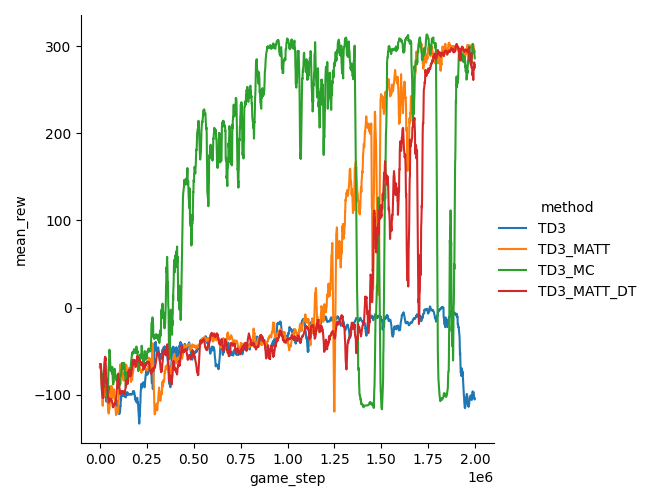 300
200
100
0
−100
mean_rew
0.00 0.25 0.50 0.75 1.00 1.25 1.50 1.75 2.00
1e6
game_step
method
TD3
TD3_MATT
TD3_MC
TD3_MATT_DT